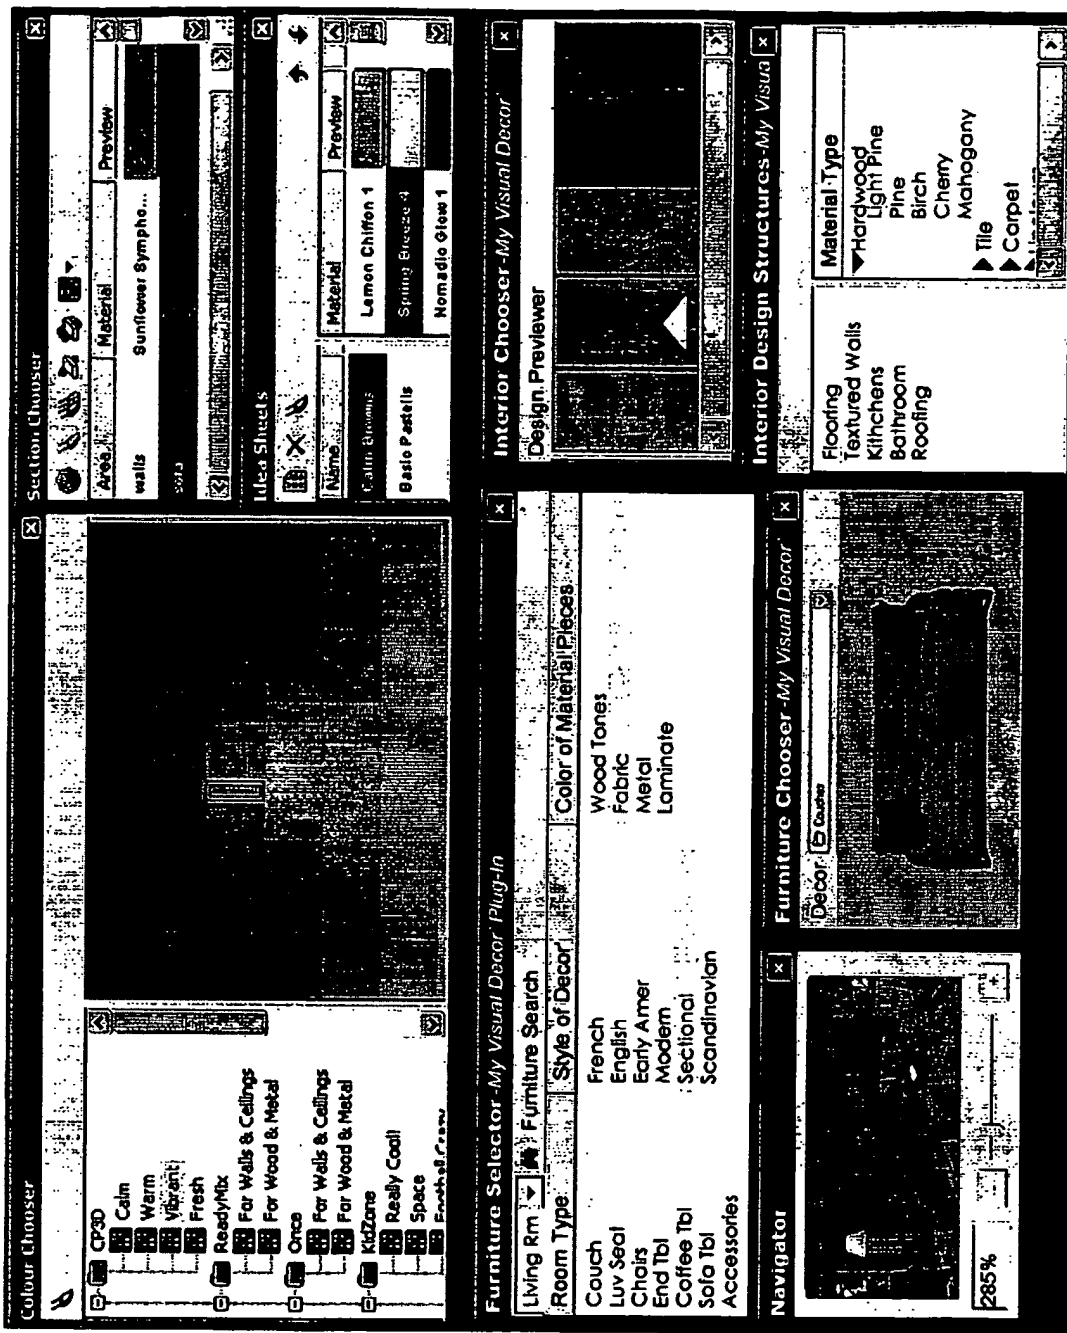 Colour Chooser
CP3D
Calm
Warm
Vibrant
Fresh
ReadyMix
For Walls & Ceilings
For Wood & Metal
Once
For Walls & Ceilings
For Wood & Metal
KidZone
Really Cool!
Space
Section Chooser
Area Material Preview
walls Sunflower Sympho...
sofa
Idea Sheets
Name
Calm Browns
Basic Pastels
Material Preview
Lemon Chiffon 1
Spring Breeze 4
Nomadic Glow 1
Furniture Selector-My Visual Decor Plug-In
Living Rm Furniture Search
Room Type Style of Decor Color of Material Pieces
Couch French Wood Tones
Luv Seat English Fabric
Chairs Early Amer Metal
End Tbl Modern Laminate
Coffee Tbl Sectional
Sofa Tbl Scandinavian
Accessories
Interior Chooser-My Visual Decor
Design Previewer
Navigator
285%
- +
Furniture Chooser-My Visual Decor
Decor Couches
Interior Design Structures-My Visua
Flooring
Textured Walls
Kithchens
Bathroom
Roofing
Material Type
Hardwood
Light Pine
Pine
Birch
Cherry
Mahogany
Tile
Carpet